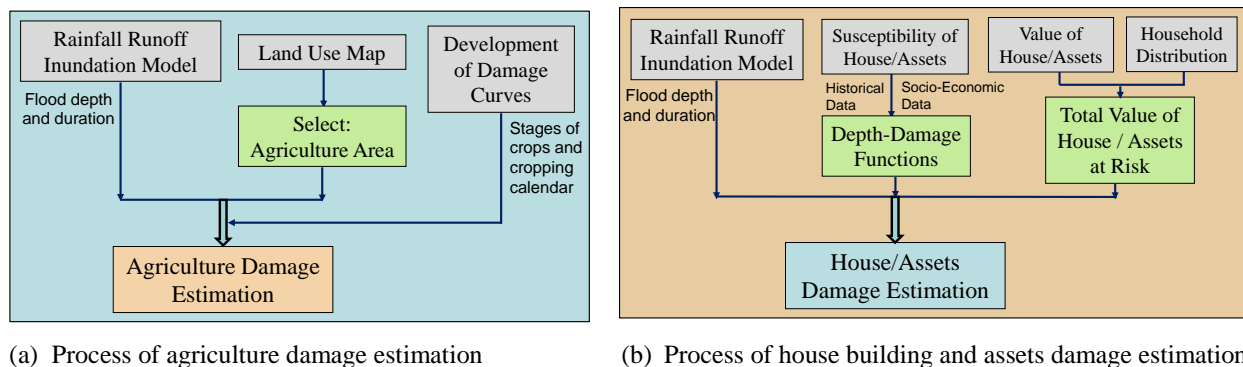 Rainfall Runoff
Inundation Model
Land Use Map
Development
of Damage
Curves
Flood depth
and duration
Select:
Agriculture Area
Stages of
crops and
cropping
calendar
Agriculture Damage
Estimation
(a) Process of agriculture damage estimation
Rainfall Runoff
Inundation Model
Susceptibility of
House/Assets
Value of
House/Assets
Household
Distribution
Flood depth
and duration
Historical
Data
Socio-Economic
Data
Depth-Damage
Functions
Total Value of
House / Assets
at Risk
House/Assets
Damage Estimation
(b) Process of house building and assets damage estimation